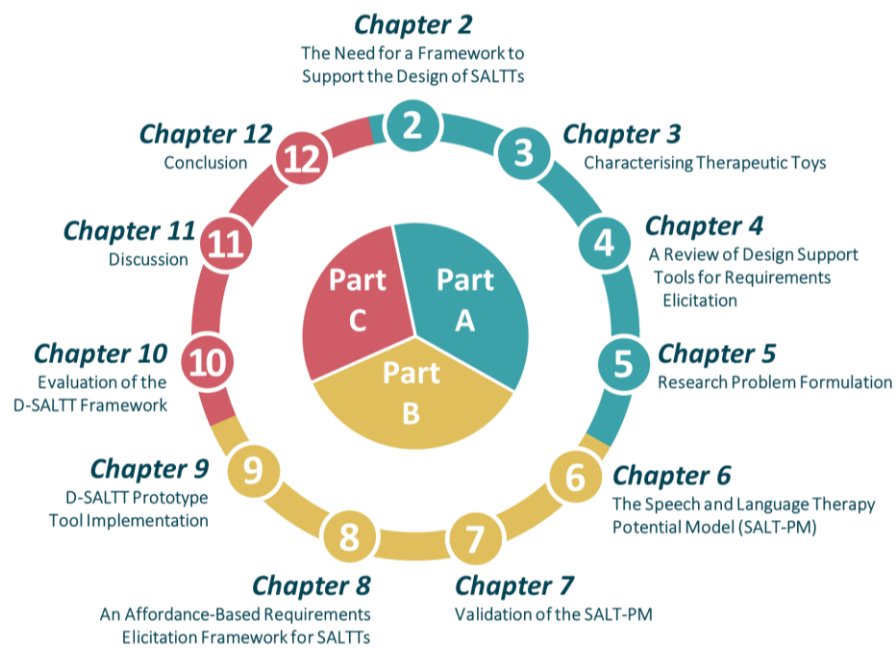 Chapter 2
The Need for a Framework to
Support the Design of SALTTs
2
Chapter 3
Characterising Therapeutic Toys
3
Chapter 4
A Review of Design Support
Tools for Requirements
Elicitation
4
Chapter 5
Research Problem Formulation
5
Chapter 6
The Speech and Language Therapy
Potential Model (SALT-PM)
6
Chapter 7
Validation of the SALT-PM
7
Chapter 8
An Affordance-Based Requirements
Elicitation Framework for SALTTs
8
Chapter 9
D-SALTT Prototype
Tool Implementation
9
Chapter 10
Evaluation of the
D-SALTT Framework
10
Chapter 11
Discussion
11
Chapter 12
Conclusion
12
Part
A
Part
B
Part
C